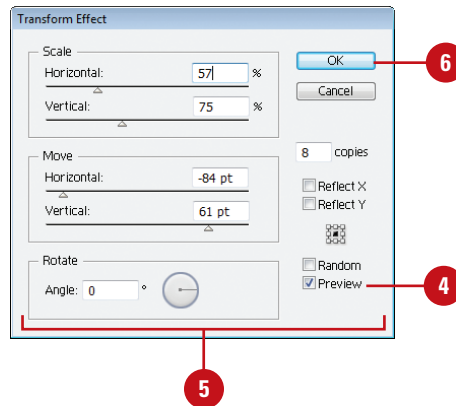 Transform Effect
Scale
Horizontal: 57 %
Vertical: 75 %
Move
Horizontal: -84 pt
Vertical: 61 pt
Rotate
Angle: 0 °
OK
Cancel
8 copies
Reflect X
Reflect Y
Random
Preview
6
4
5